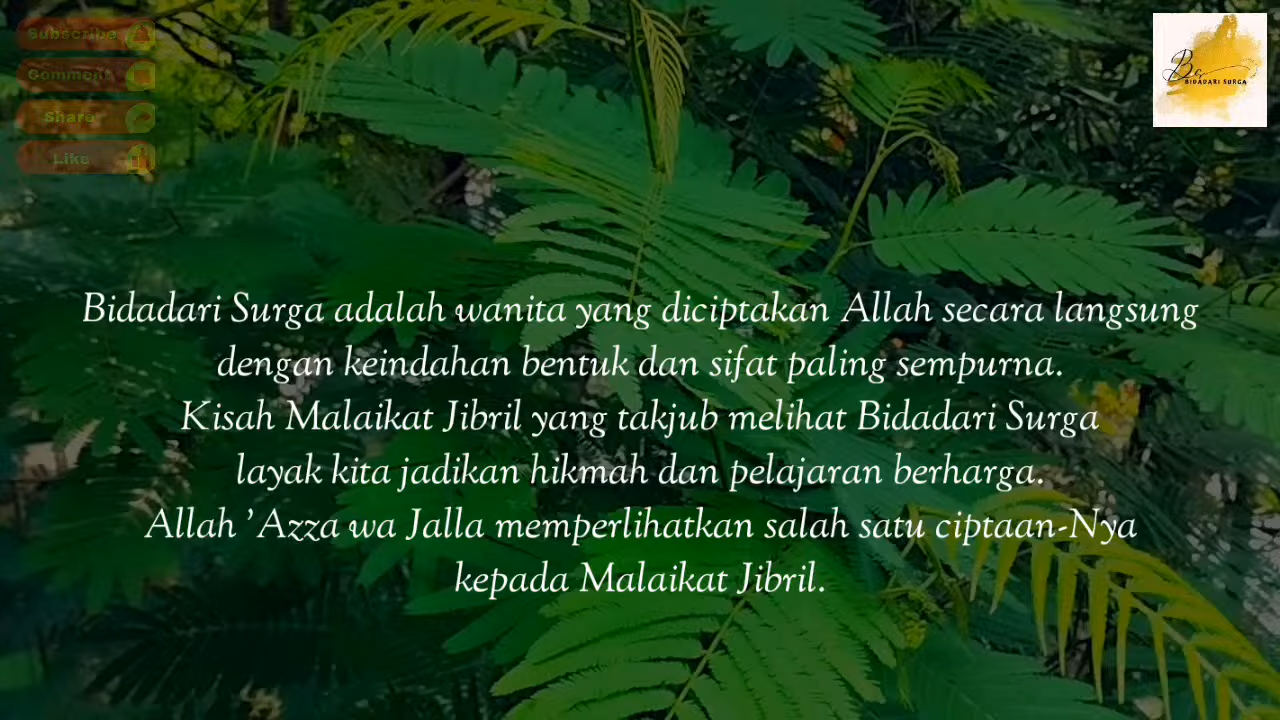 Subscribe
Comment
Share
Like
Bs
BIDADARI SURGA
Bidadari Surga adalah wanita yang diciptakan Allah secara langsung
dengan keindahan bentuk dan sifat paling sempurna.
Kisah Malaikat Jibril yang takjub melihat Bidadari Surga
layak kita jadikan hikmah dan pelajaran berharga.
Allah 'Azza wa Jalla memperlihatkan salah satu ciptaan-Nya
kepada Malaikat Jibril.